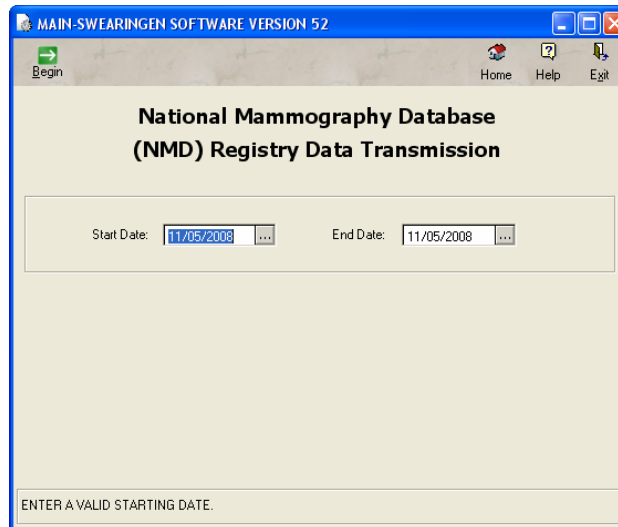 MAIN-SWEARINGEN SOFTWARE VERSION 52
Begin
Home Help Exit
National Mammography Database
(NMD) Registry Data Transmission
Start Date: 11/05/2008 ... End Date: 11/05/2008 ...
ENTER A VALID STARTING DATE.